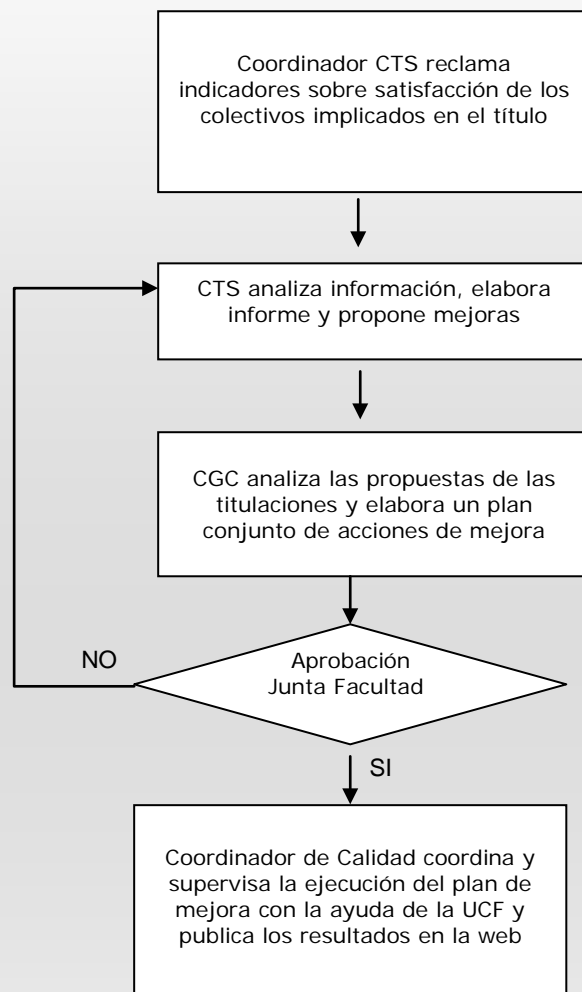 Coordinador CTS reclama
indicadores sobre satisfacción de los
colectivos implicados en el título
CTS analiza información, elabora
informe y propone mejoras
CGC analiza las propuestas de las
titulaciones y elabora un plan
conjunto de acciones de mejora
NO
Aprobación
Junta Facultad
SI
Coordinador de Calidad coordina y
supervisa la ejecución del plan de
mejora con la ayuda de la UCF y
publica los resultados en la web